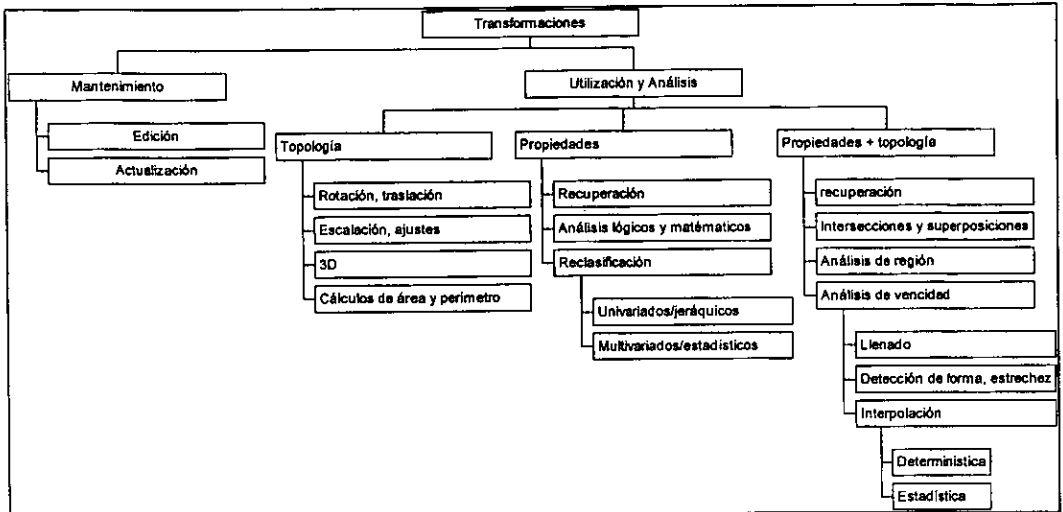 Transformaciones
Mantenimiento
Edición
Actualización
Utilización y Análisis
Topología
Rotación, traslación
Escalación, ajustes
3D
Cálculos de área y perimetro
Propiedades
Recuperación
Análisis lógicos y matématicos
Reclasificación
Univariados/jeráquicos
Multivariados/estadísticos
Propiedades + topología
recuperación
Intersecciones y superposiciones
Análisis de región
Análisis de vencidad
Llenado
Detección de forma, estrechez
Interpolación
Deterministica
Estadística